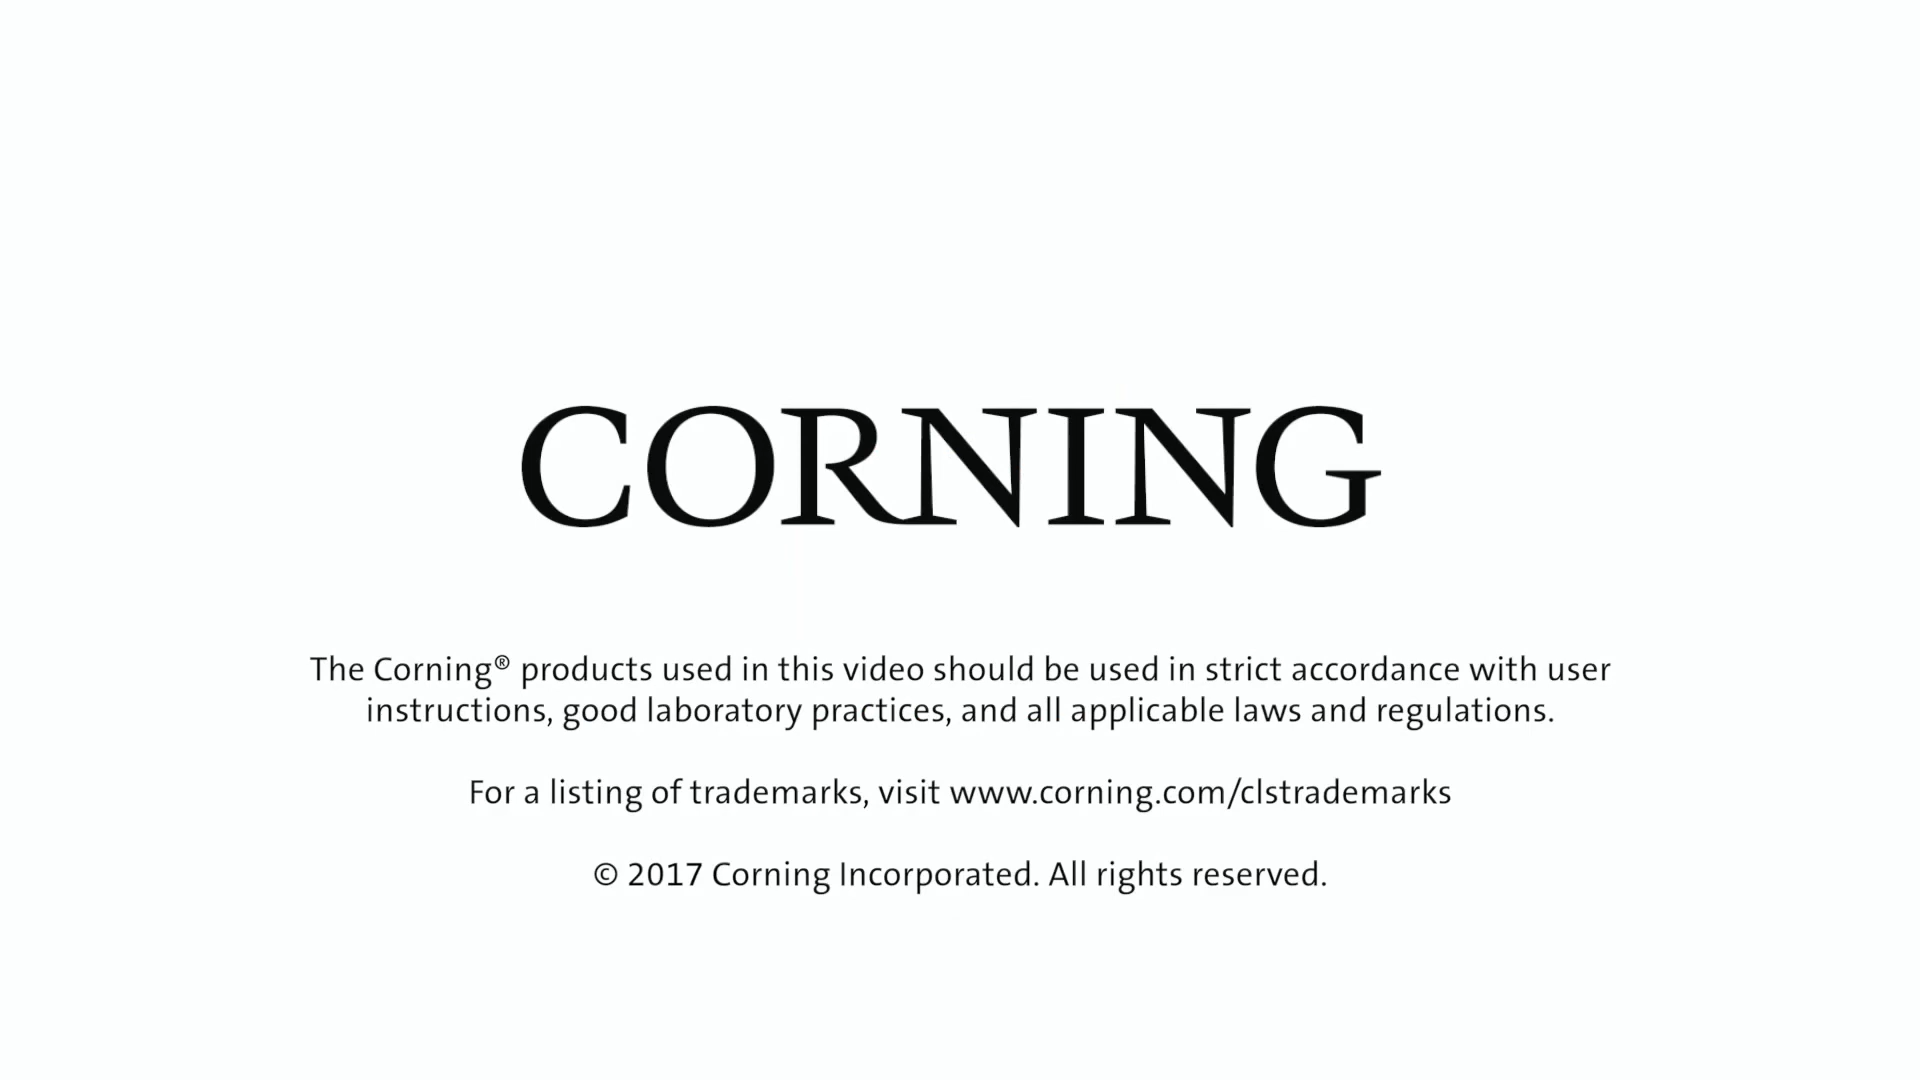 CORNING
The Corning® products used in this video should be used in strict accordance with user
instructions, good laboratory practices, and all applicable laws and regulations.
For a listing of trademarks, visit www.corning.com/clstrademarks
© 2017 Corning Incorporated. All rights reserved.